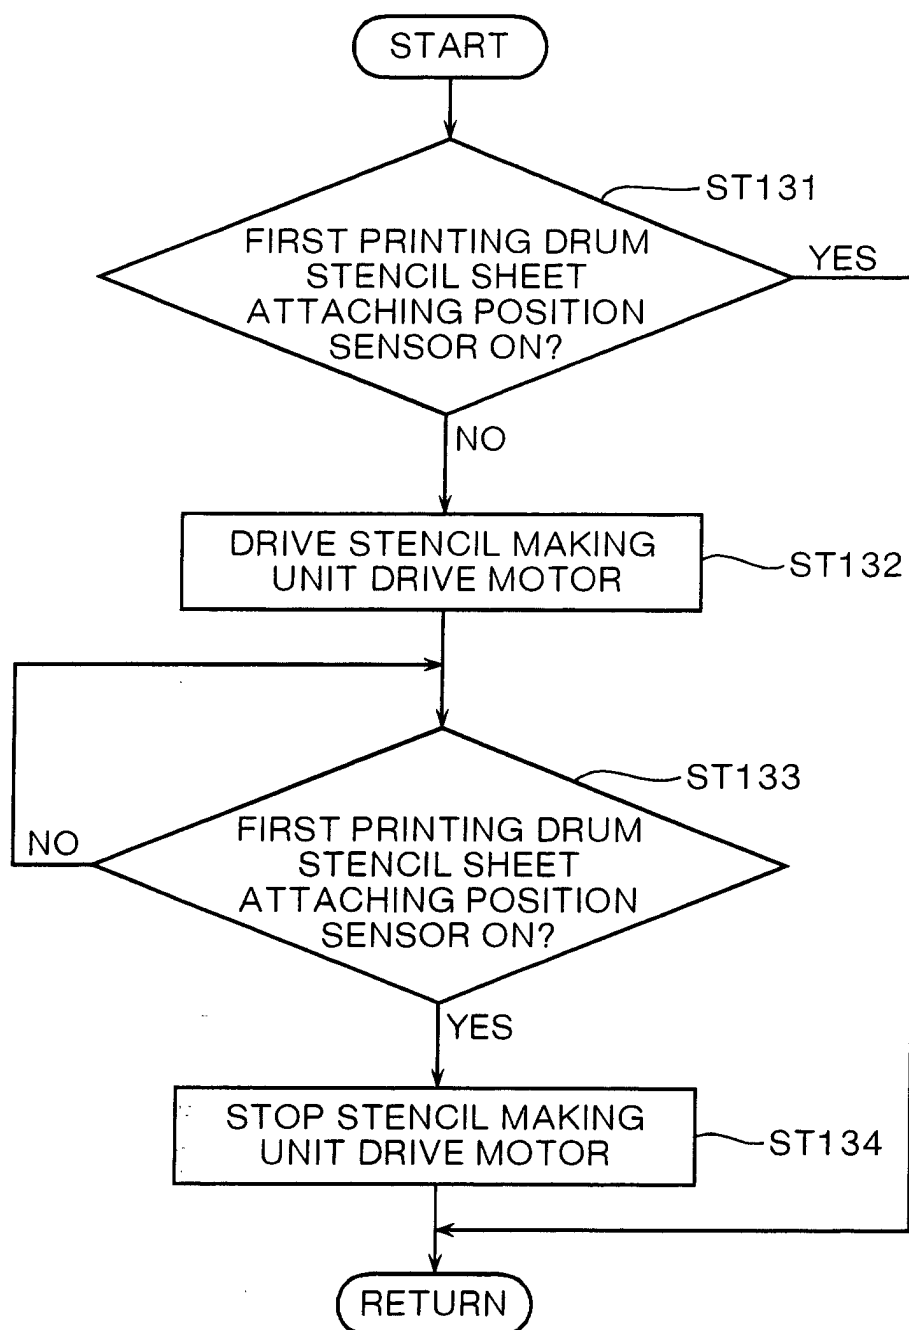 START
ST131
FIRST PRINTING DRUM
STENCIL SHEET
ATTACHING POSITION
SENSOR ON?
YES
NO
DRIVE STENCIL MAKING
UNIT DRIVE MOTOR
ST132
ST133
FIRST PRINTING DRUM
STENCIL SHEET
ATTACHING POSITION
SENSOR ON?
NO
YES
STOP STENCIL MAKING
UNIT DRIVE MOTOR
ST134
RETURN